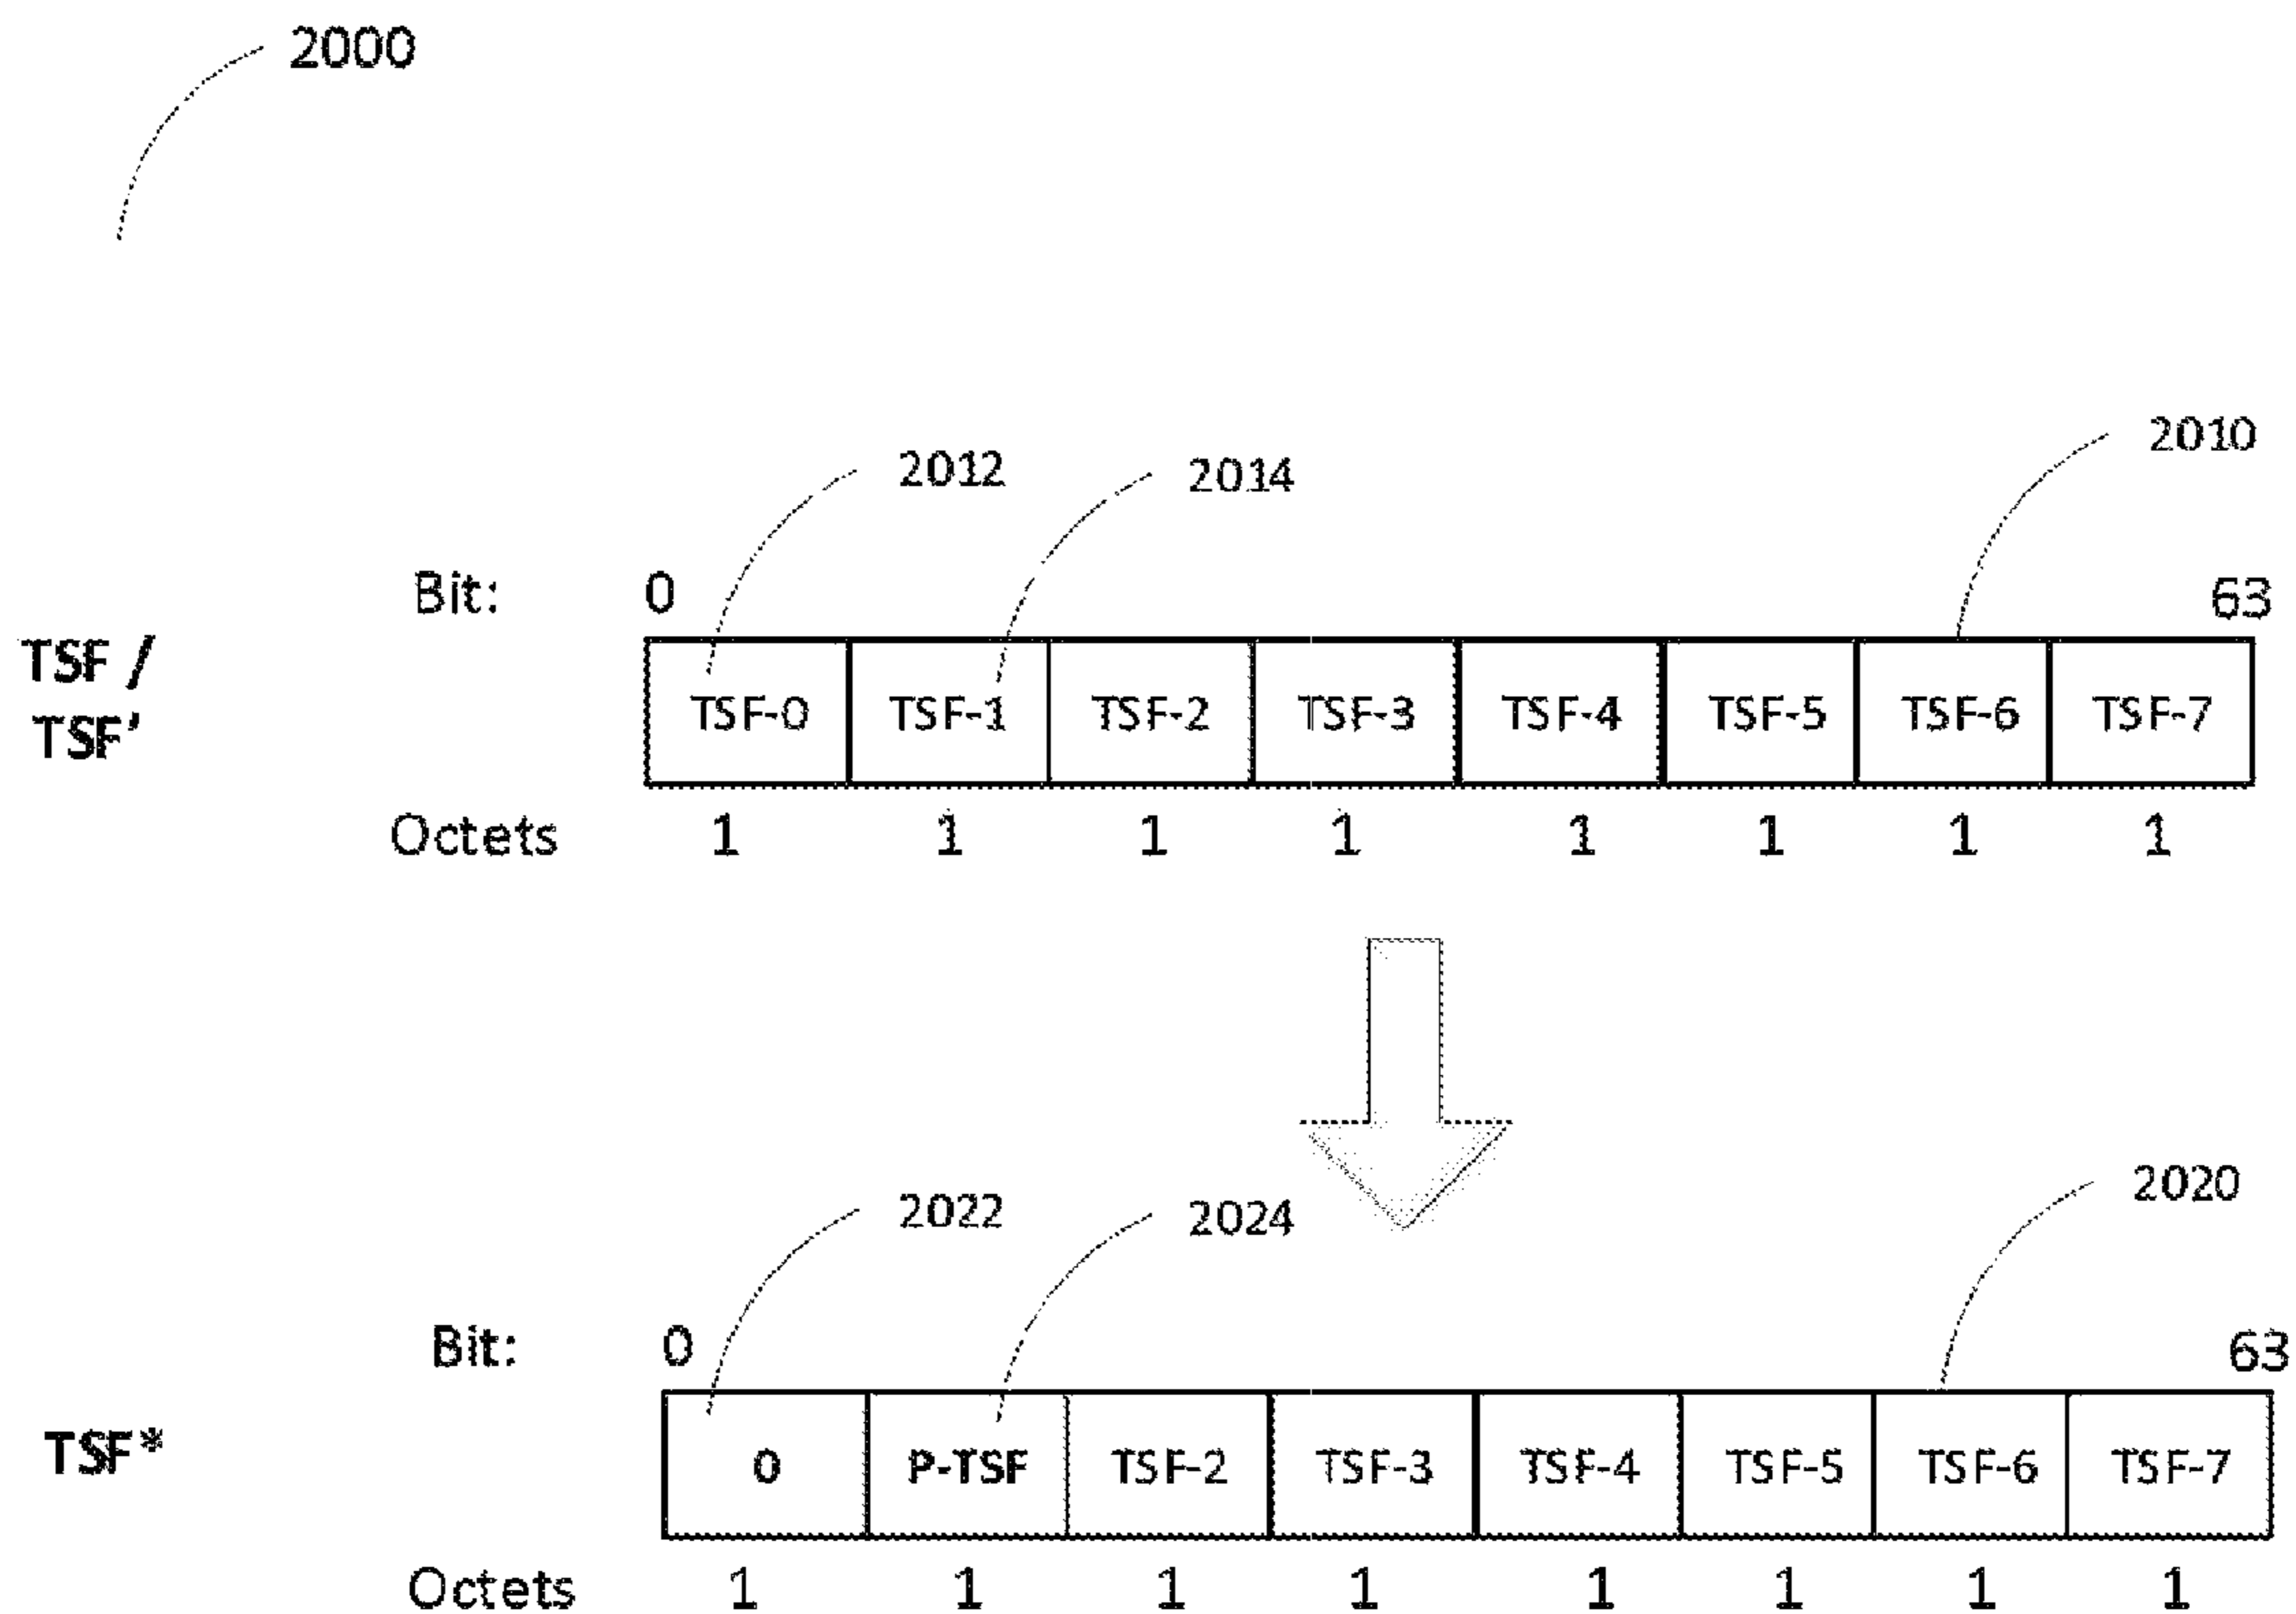 2000
2012 2014 2010
Bit: 0 63
TSF /
TSF'
TSF-0 TSF-1 TSF-2 TSF-3 TSF-4 TSF-5 TSF-6 TSF-7
Octets 1 1 1 1 1 1 1 1
2022 2024 2020
Bit: 0 63
TSF* 0 P-TSF TSF-2 TSF-3 TSF-4 TSF-5 TSF-6 TSF-7
Octets 1 1 1 1 1 1 1 1